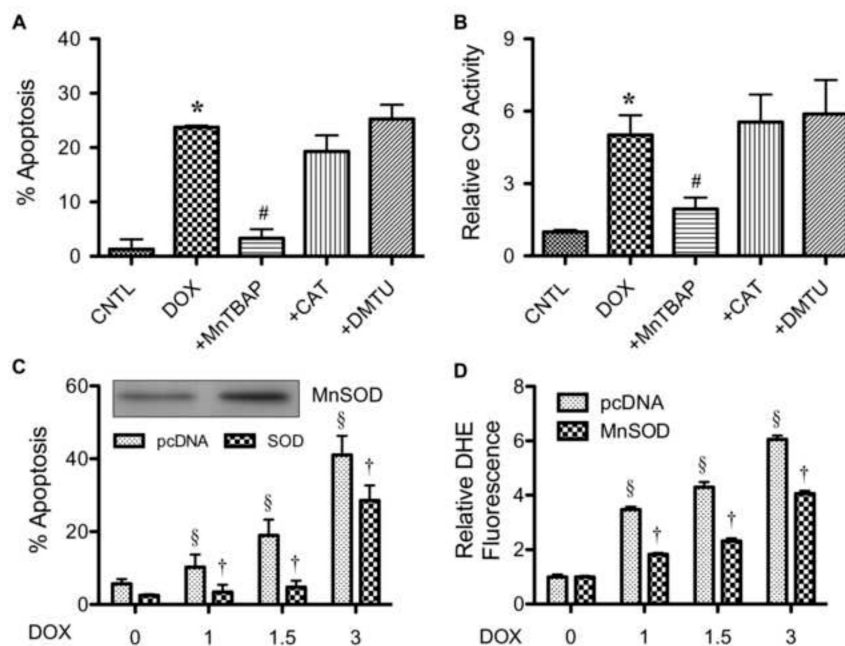 A
% Apoptosis
40
30
20
10
0
*
#
CNTL
DOX
+MnTBAP
+CAT
+DMTU
B
Relative C9 Activity
9
6
3
0
*
#
CNTL
DOX
+MnTBAP
+CAT
+DMTU
C
% Apoptosis
60
40
20
0
MnSOD
pcDNA
SOD
§
†
§
†
§
†
DOX
0
1
1.5
3
D
Relative DHE
Fluorescence
8
6
4
2
0
pcDNA
MnSOD
§
†
§
†
§
†
DOX
0
1
1.5
3